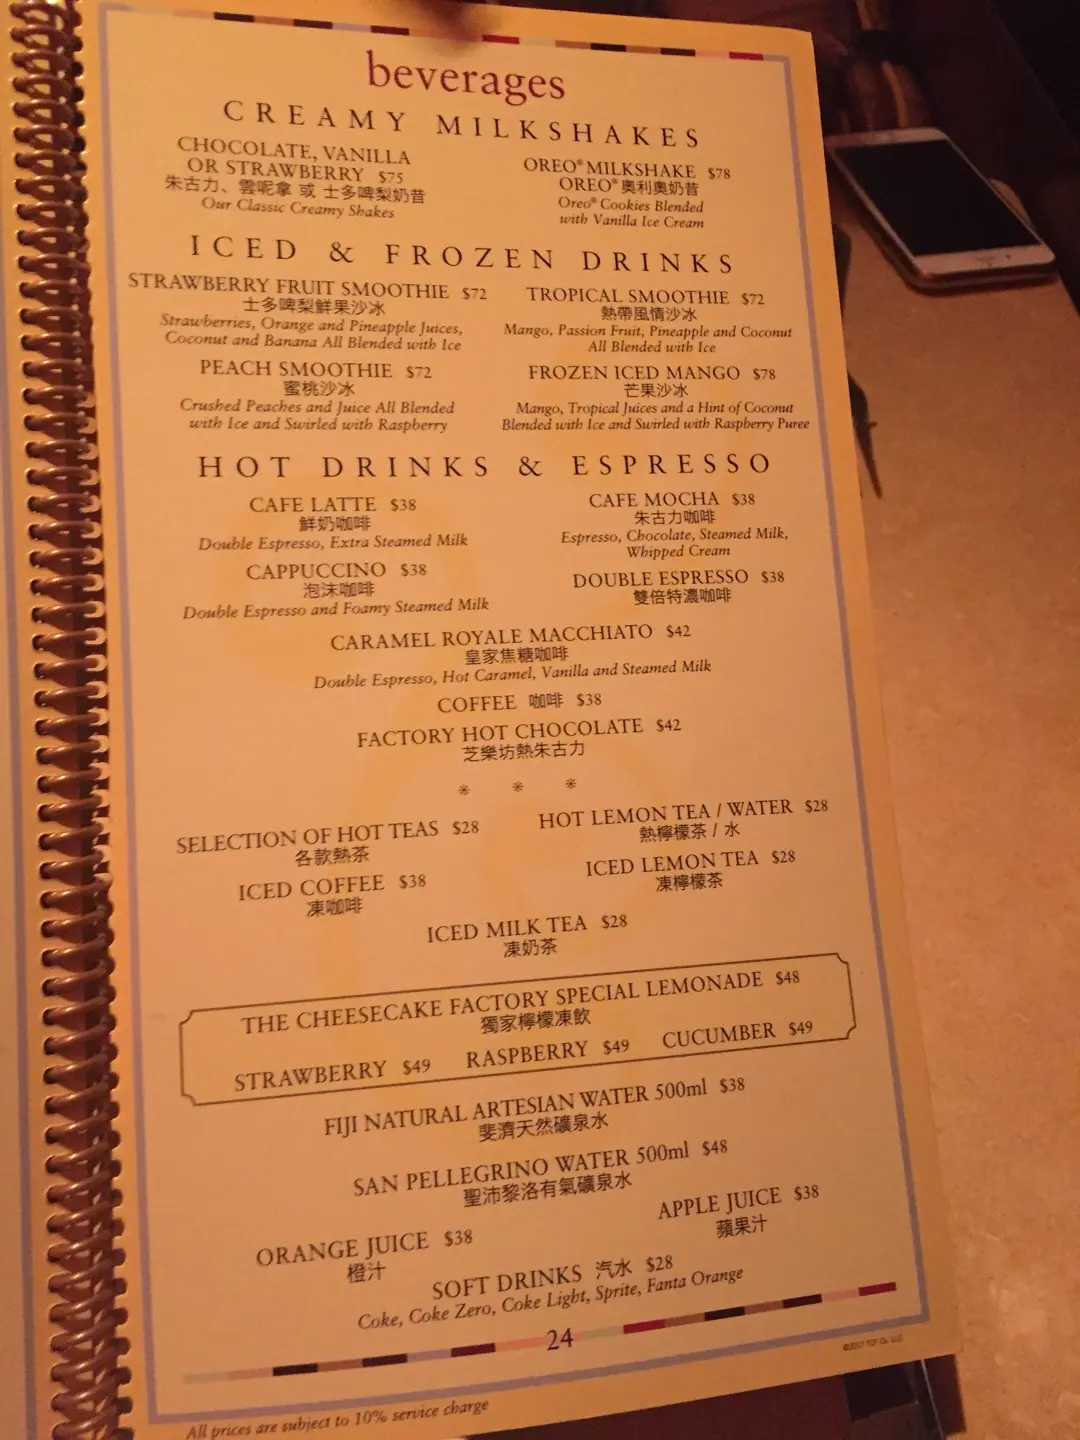 beverages
CREAMY MILKSHAKES
CHOCOLATE, VANILLA
OR STRAWBERRY $75
朱古力、雲呢拿 或 士多啤梨奶昔
Our Classic Creamy Shakes
OREO® MILKSHAKE $78
OREO® 奧利奧奶昔
Oreo® Cookies Blended
with Vanilla Ice Cream
ICED & FROZEN DRINKS
STRAWBERRY FRUIT SMOOTHIE $72
士多啤梨鮮果沙冰
Strawberries, Orange and Pineapple Juices,
Coconut and Banana All Blended with Ice
TROPICAL SMOOTHIE $72
熱帶風情沙冰
Mango, Passion Fruit, Pineapple and Coconut
All Blended with Ice
PEACH SMOOTHIE $72
蜜桃沙冰
Crushed Peaches and Juice All Blended
with Ice and Swirled with Raspberry
FROZEN ICED MANGO $78
芒果沙冰
Mango, Tropical Juices and a Hint of Coconut
Blended with Ice and Swirled with Raspberry Puree
HOT DRINKS & ESPRESSO
CAFE LATTE $38
鮮奶咖啡
Double Espresso, Extra Steamed Milk
CAFE MOCHA $38
朱古力咖啡
Espresso, Chocolate, Steamed Milk,
Whipped Cream
CAPPUCCINO $38
泡沫咖啡
Double Espresso and Foamy Steamed Milk
DOUBLE ESPRESSO $38
雙倍特濃咖啡
CARAMEL ROYALE MACCHIATO $42
皇家焦糖咖啡
Double Espresso, Hot Caramel, Vanilla and Steamed Milk
COFFEE 咖啡 $38
FACTORY HOT CHOCOLATE $42
芝樂坊熱朱古力
SELECTION OF HOT TEAS $28
各款熱茶
HOT LEMON TEA / WATER $28
熱檸檬茶 / 水
ICED COFFEE $38
凍咖啡
ICED LEMON TEA $28
凍檸檬茶
ICED MILK TEA $28
凍奶茶
THE CHEESECAKE FACTORY SPECIAL LEMONADE $48
獨家檸檬凍飲
STRAWBERRY $49 RASPBERRY $49 CUCUMBER $49
FIJI NATURAL ARTESIAN WATER 500ml $38
斐濟天然礦泉水
SAN PELLEGRINO WATER 500ml $48
聖沛黎洛有氣礦泉水
ORANGE JUICE $38
橙汁
APPLE JUICE $38
蘋果汁
SOFT DRINKS 汽水 $28
Coke, Coke Zero, Coke Light, Sprite, Fanta Orange
24
©2017 TCF Co. LLC
All prices are subject to 10% service charge